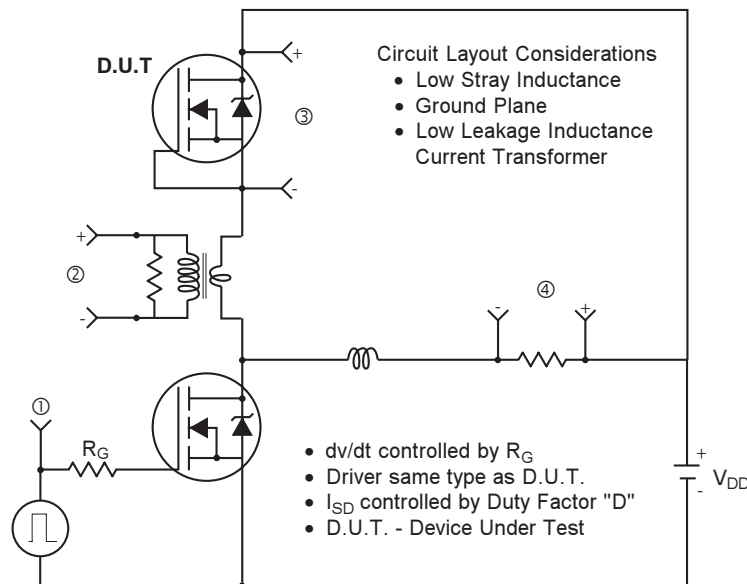 D.U.T
+
Circuit Layout Considerations
• Low Stray Inductance
• Ground Plane
• Low Leakage Inductance
Current Transformer
③
-
+
②
-
④
-
+
①
RG
• dv/dt controlled by RG
• Driver same type as D.U.T.
• ISD controlled by Duty Factor "D"
• D.U.T. - Device Under Test
+
VDD
-